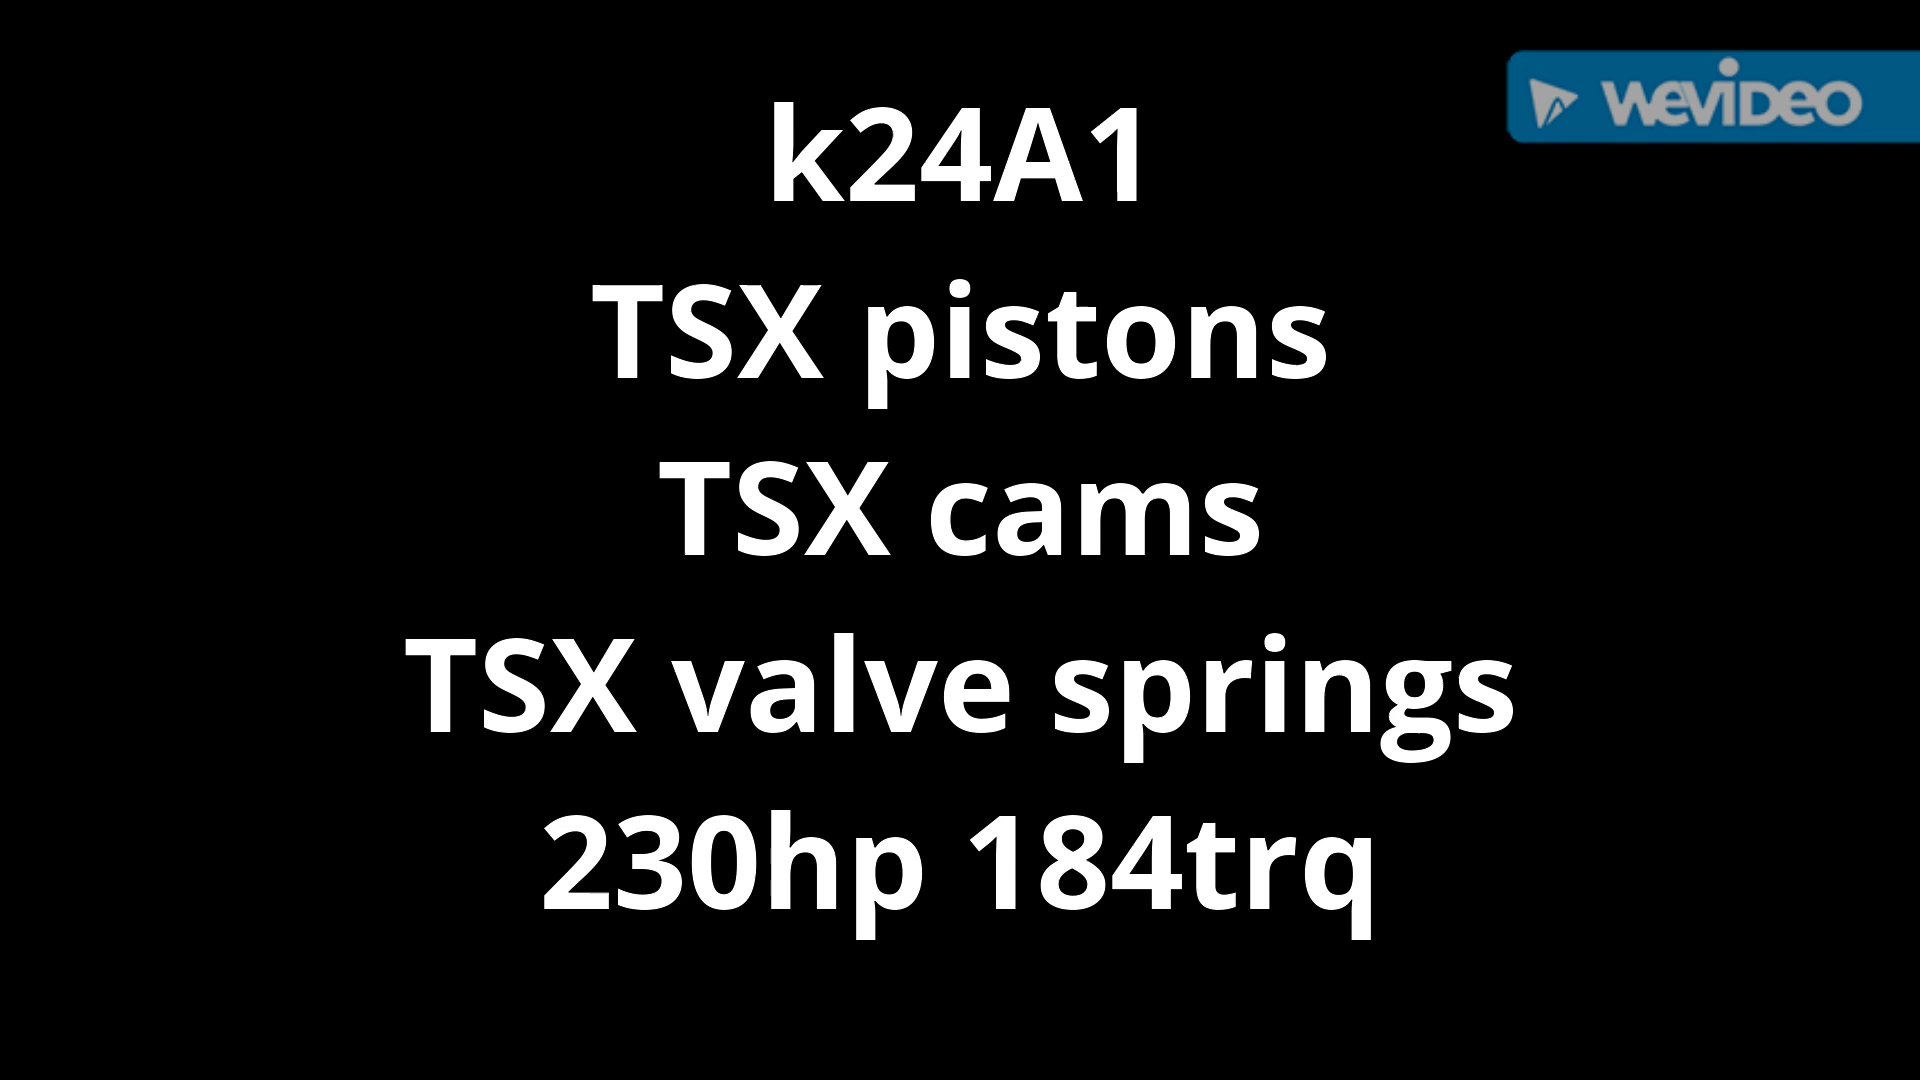 k24A1
WEVIDEO
TSX pistons
TSX cams
TSX valve springs
230hp 184trq